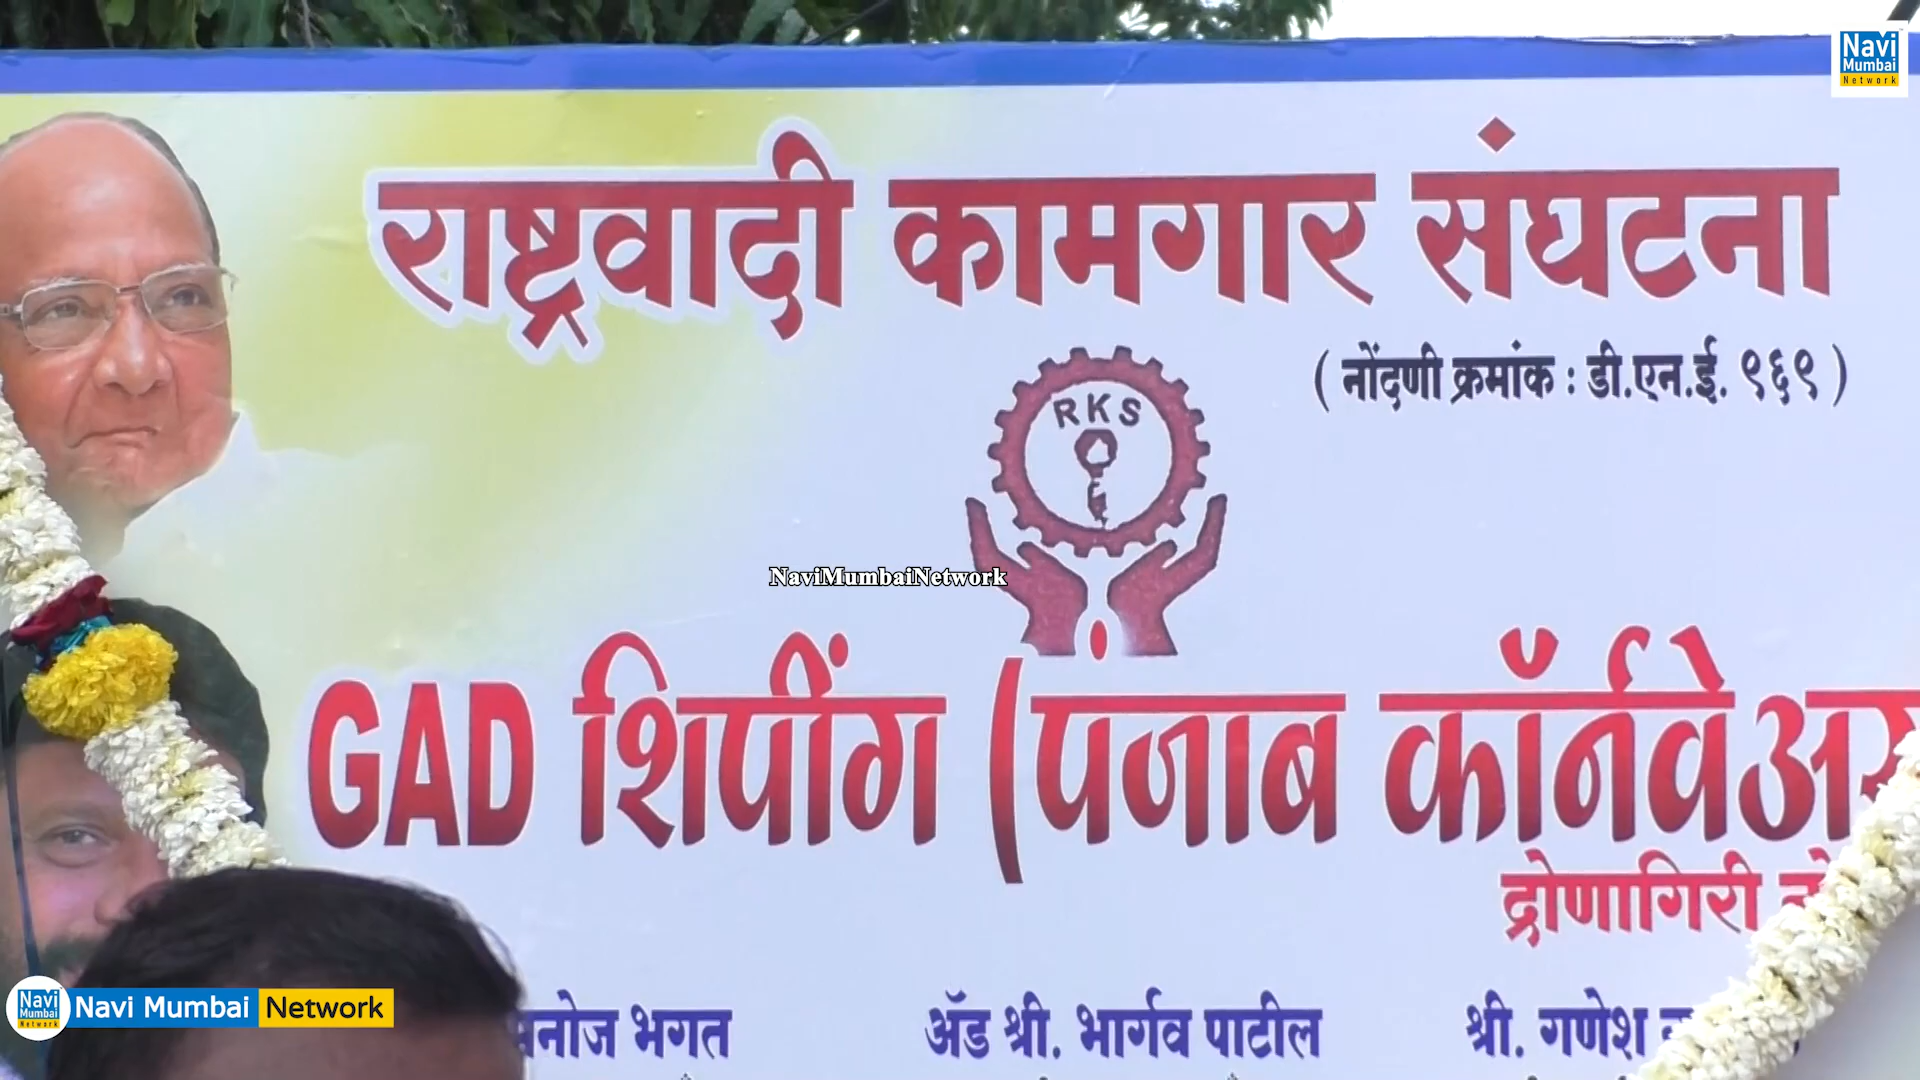 Navi
Mumbai
Network
राष्ट्रवादी कामगार संघटना
( नोंदणी क्रमांक : डी.एन.ई. ९६९ )
RKS
NaviMumbaiNetwork
GAD शिपींग (पंजाब कॉर्नवेअर
द्रोणागिरी
मनोज भगत ॲड श्री. भार्गव पाटील श्री. गणेश
Navi
Mumbai
Network
Navi Mumbai Network